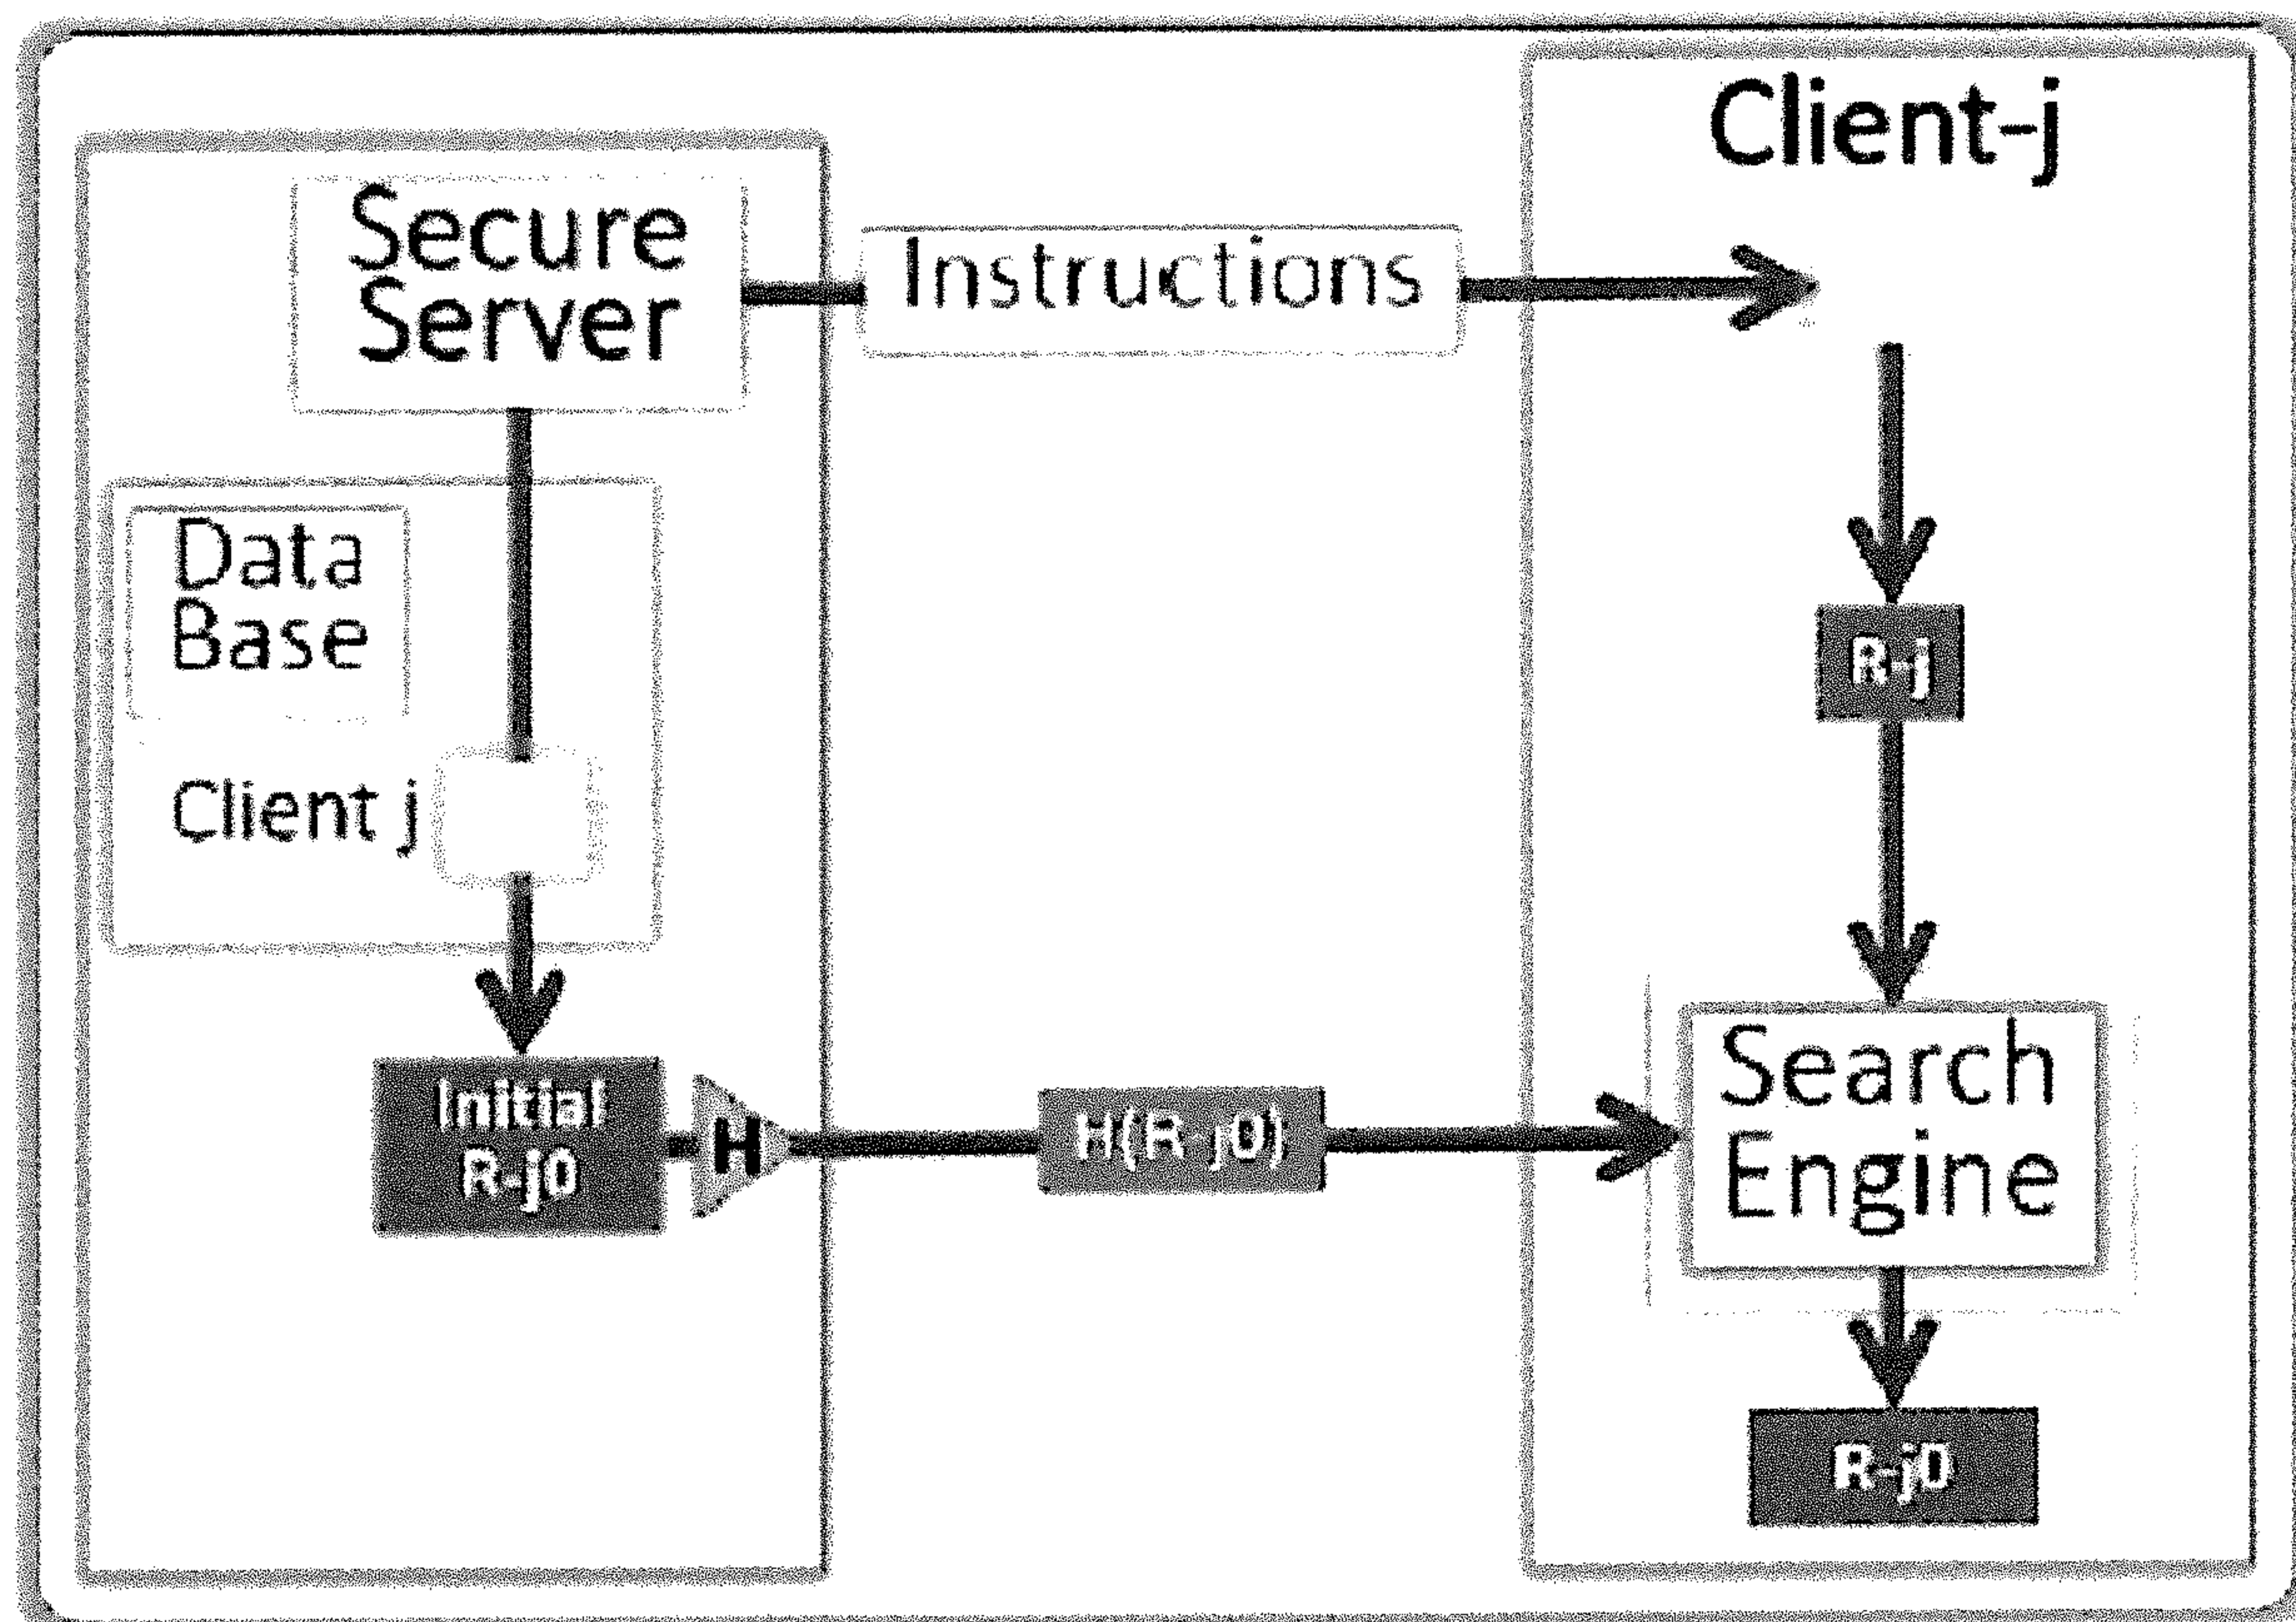 Client-j
Secure
Server
Instructions
Data
Base
R-j
Client j
Search
Engine
Initial
R-j0
H
H(R-j0)
R-j0